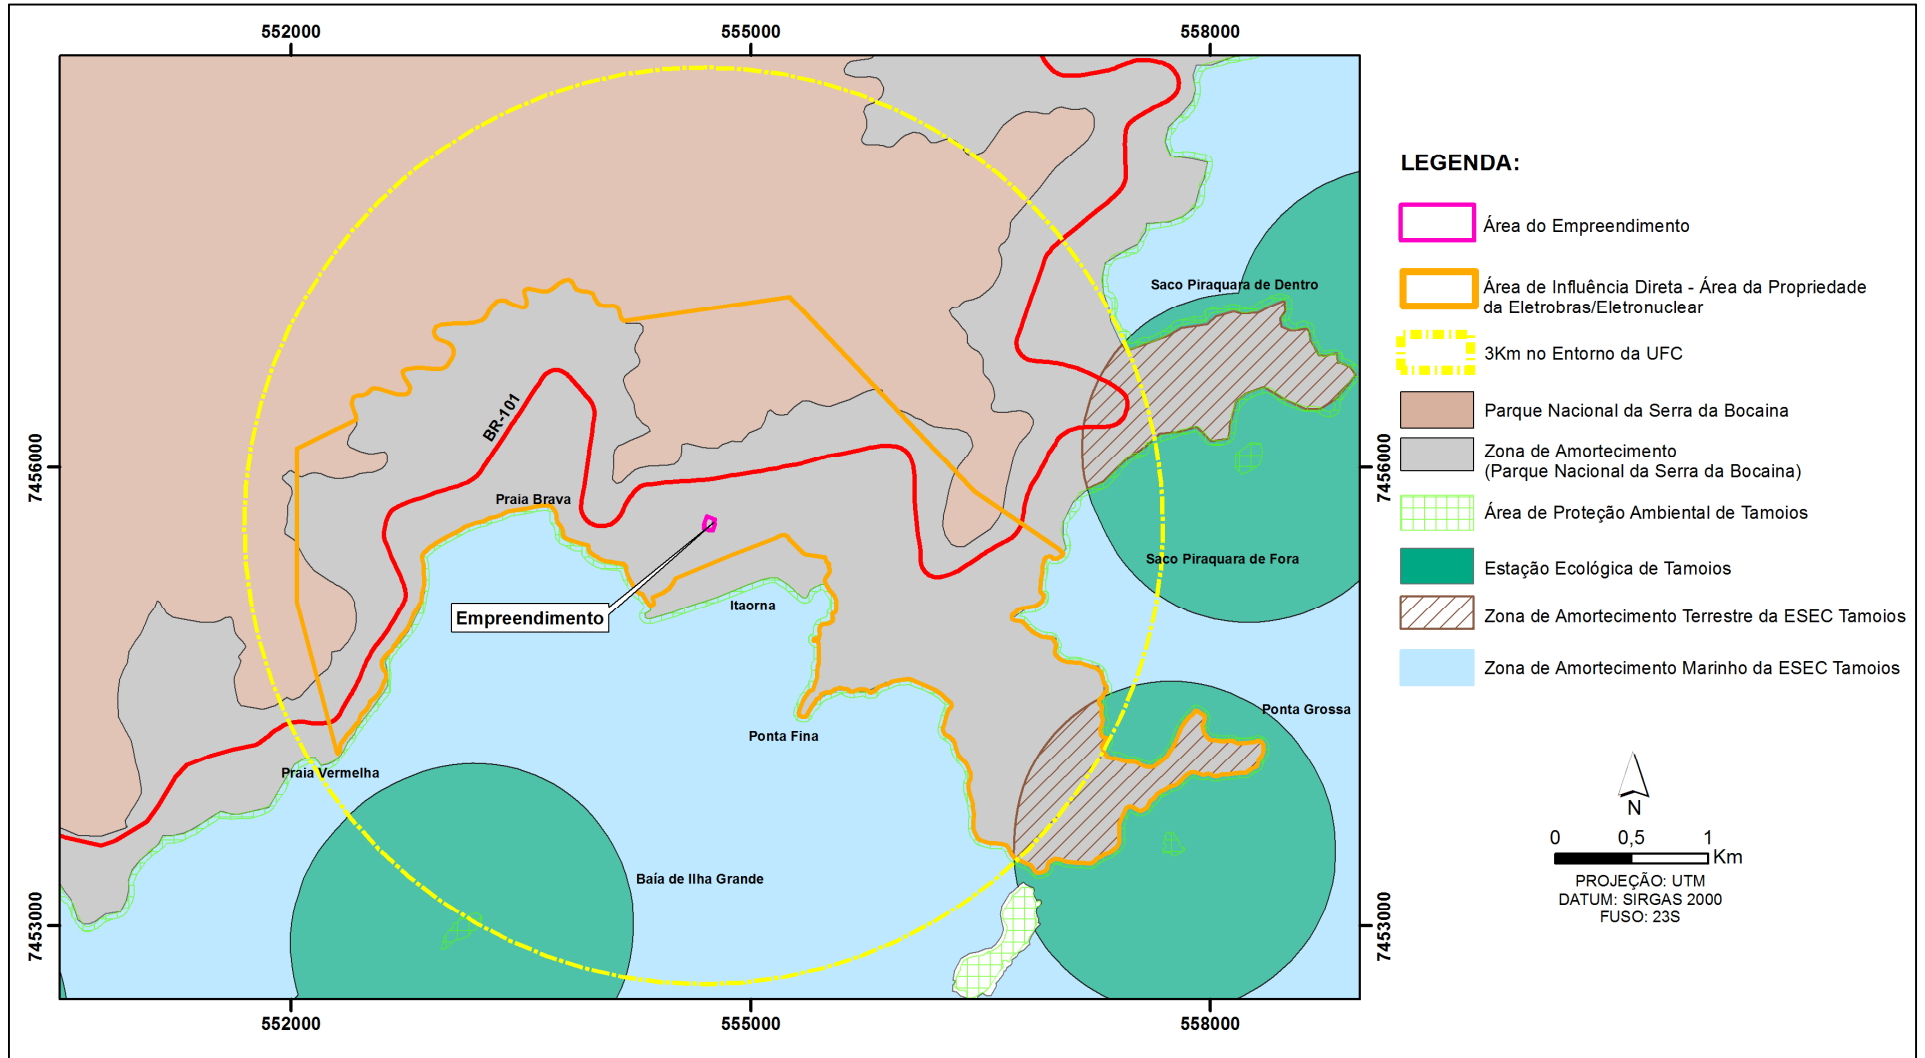 552000
555000
558000
LEGENDA:
Área do Empreendimento
Área de Influência Direta - Área da Propriedade
da Eletrobras/Eletronuclear
3Km no Entorno da UFC
Parque Nacional da Serra da Bocaina
Zona de Amortecimento
(Parque Nacional da Serra da Bocaina)
Área de Proteção Ambiental de Tamoios
Estação Ecológica de Tamoios
Zona de Amortecimento Terrestre da ESEC Tamoios
Zona de Amortecimento Marinho da ESEC Tamoios
Saco Piraquara de Dentro
BR-101
7456000
7456000
Praia Brava
Saco Piraquara de Fora
Itaorna
Empreendimento
Ponta Grossa
Ponta Fina
Praia Vermelha
Baía de Ilha Grande
7453000
7453000
N
0 0,5 1
Km
PROJEÇÃO: UTM
DATUM: SIRGAS 2000
FUSO: 23S
552000
555000
558000